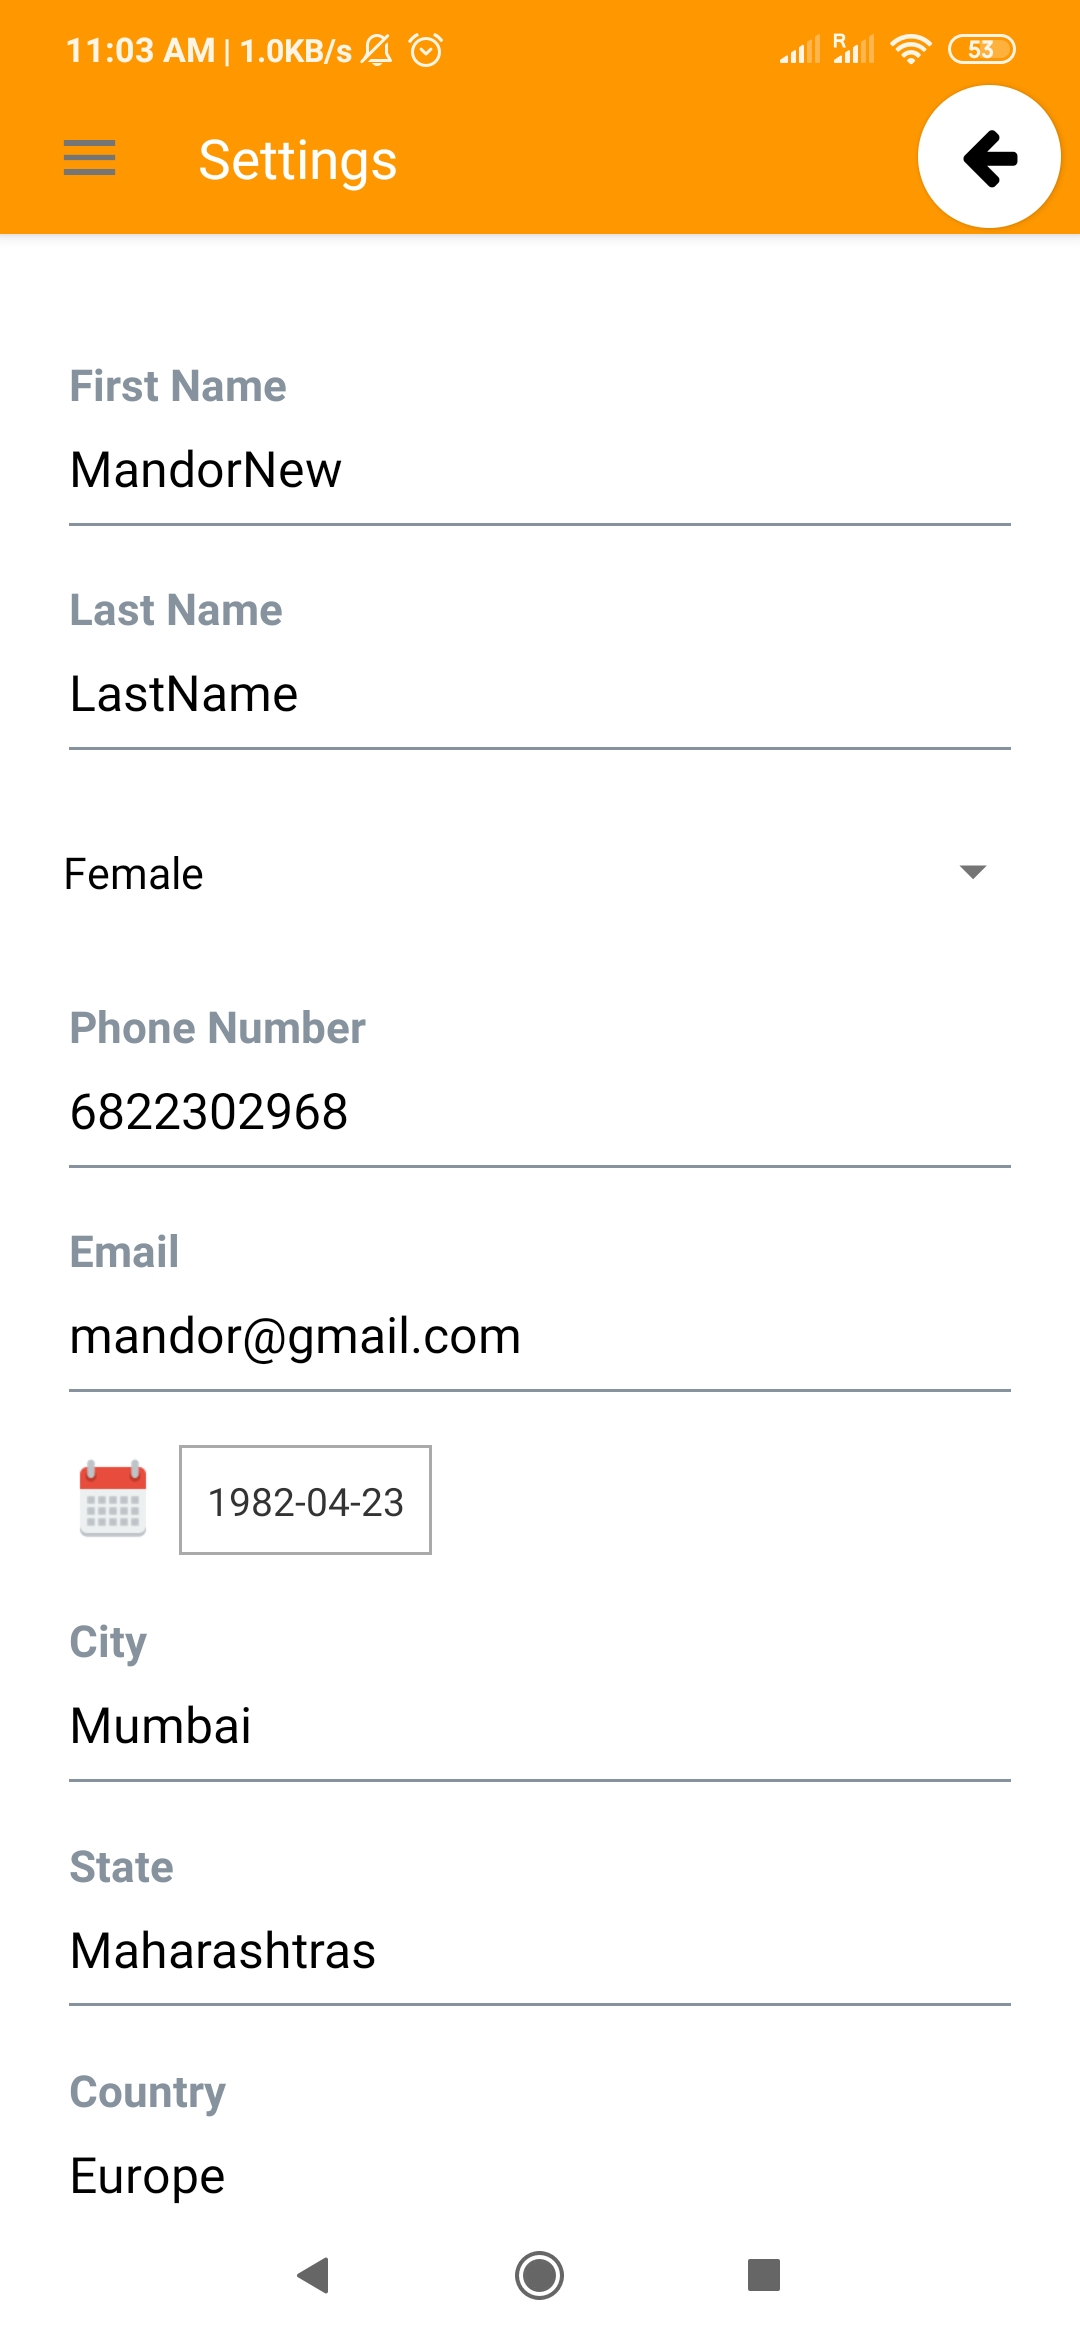 11:03 AM | 1.0KB/s
R
53
Settings
First Name
MandorNew
Last Name
LastName
Female
Phone Number
6822302968
Email
mandor@gmail.com
1982-04-23
City
Mumbai
State
Maharashtras
Country
Europe